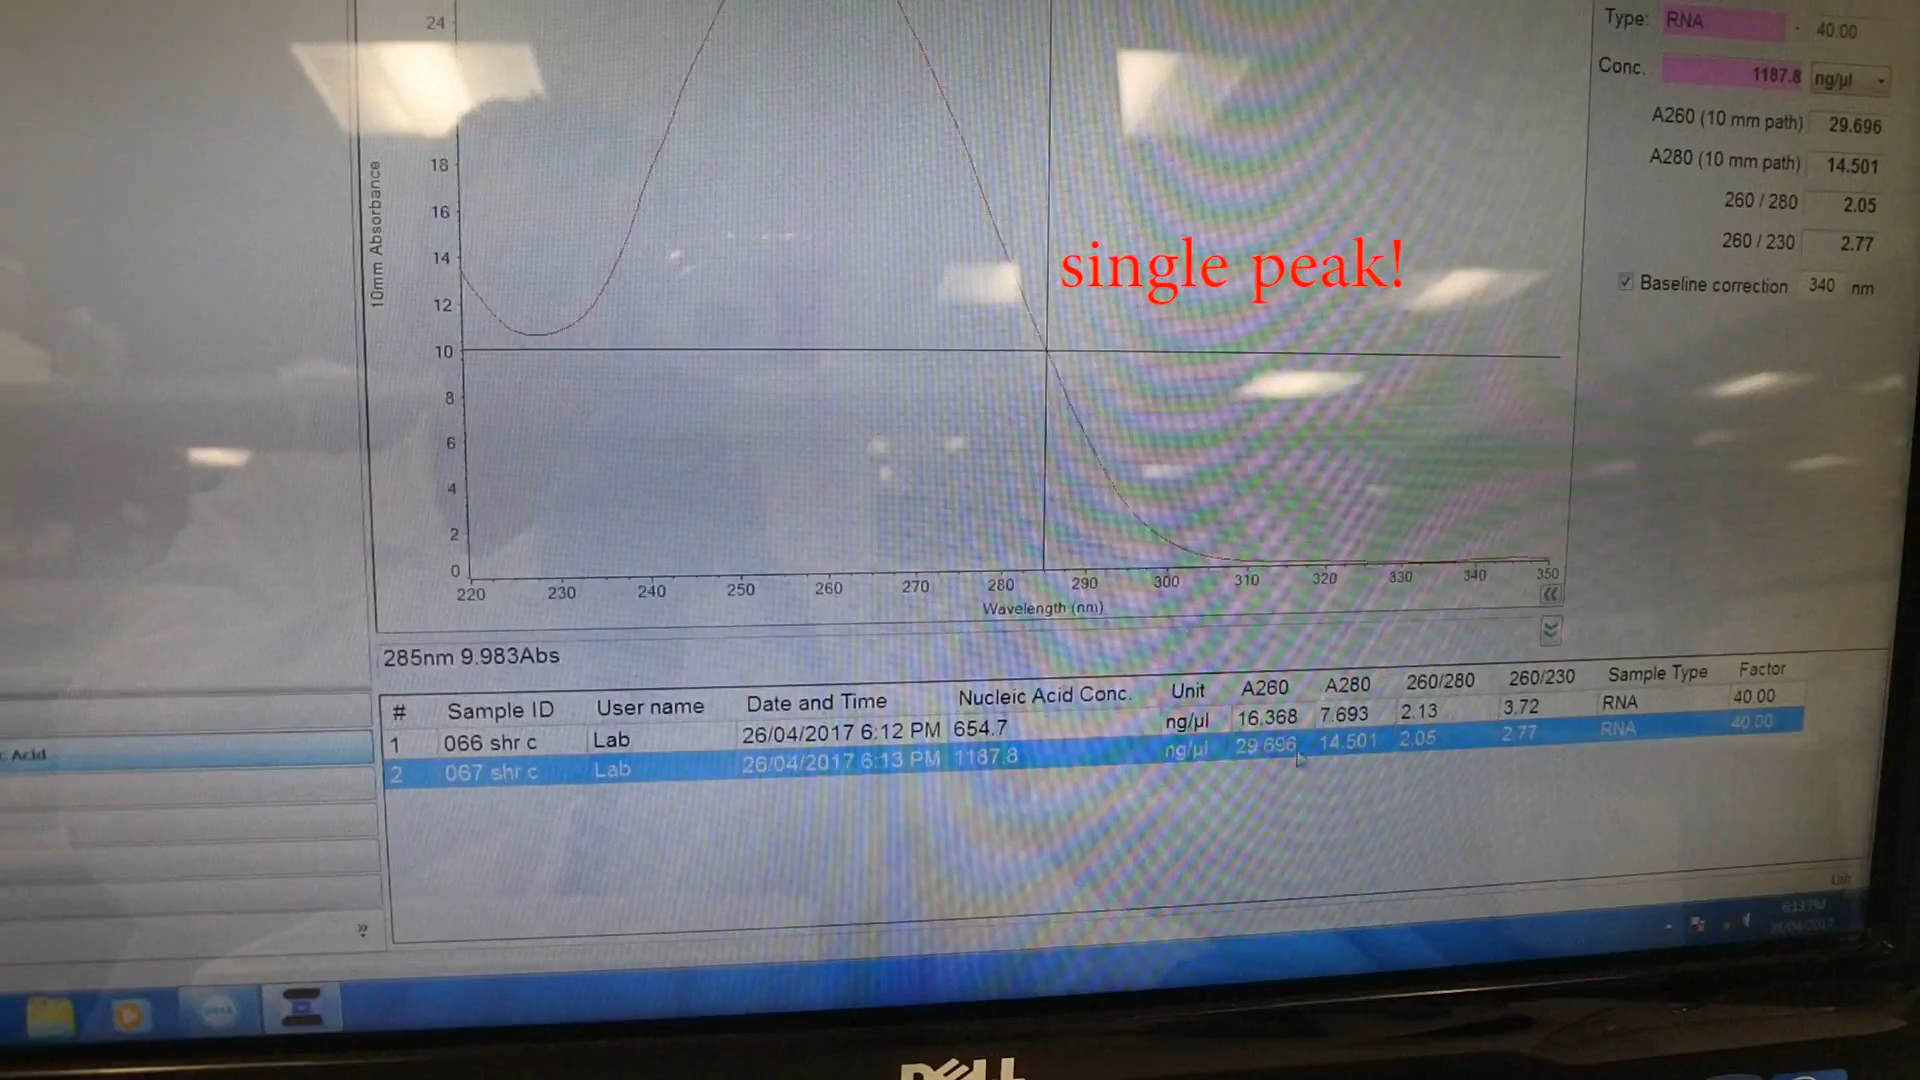 24
18
16
14
12
10
8
6
4
2
0
10mm Absorbance
220 230 240 250 260 270 280 290 300 310 320 330 340 350
Wavelength (nm)
single peak!
Type: RNA - 40.00
Conc. 1187.8 ng/µl
A260 (10 mm path) 29.696
A280 (10 mm path) 14.501
260 / 280 2.05
260 / 230 2.77
Baseline correction 340 nm
285nm 9.983Abs
# Sample ID User name Date and Time Nucleic Acid Conc. Unit A260 A280 260/280 260/230 Sample Type Factor
1 066 shr c Lab 26/04/2017 6:12 PM 654.7 ng/µl 16.368 7.693 2.13 3.72 RNA 40.00
2 067 shr c Lab 26/04/2017 6:13 PM 1187.8 ng/µl 29.696 14.501 2.05 2.77 RNA 40.00
c Acid
Lab
6:13 PM
26/04/2017
DELL